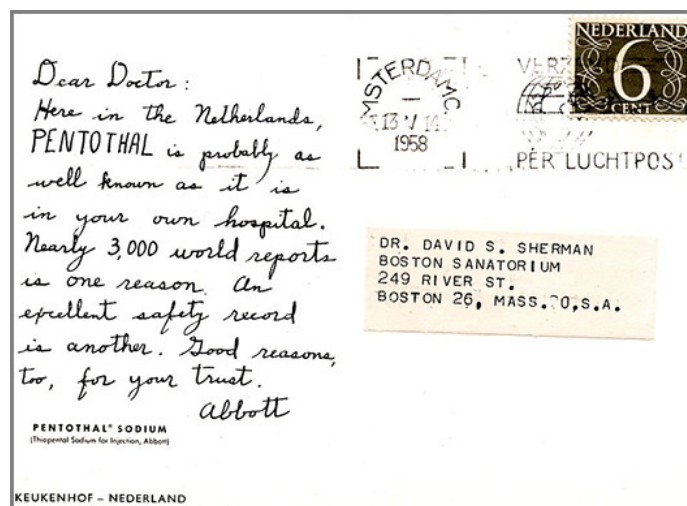 Dear Doctor:
Here in the Netherlands,
PENTOTHAL is probably as
well known as it is
in your own hospital.
Nearly 3,000 world reports
is one reason. An
excellent safety record
is another. Good reasons,
too, for your trust.
Abbott
PENTOTHAL® SODIUM
(Thiopental Sodium for Injection, Abbott)
KEUKENHOF – NEDERLAND
AMSTERDAM C
13 V 14
1958
PER LUCHTPOS
NEDERLAND
6
CENT
DR. DAVID S. SHERMAN
BOSTON SANATORIUM
249 RIVER ST.
BOSTON 26, MASS.